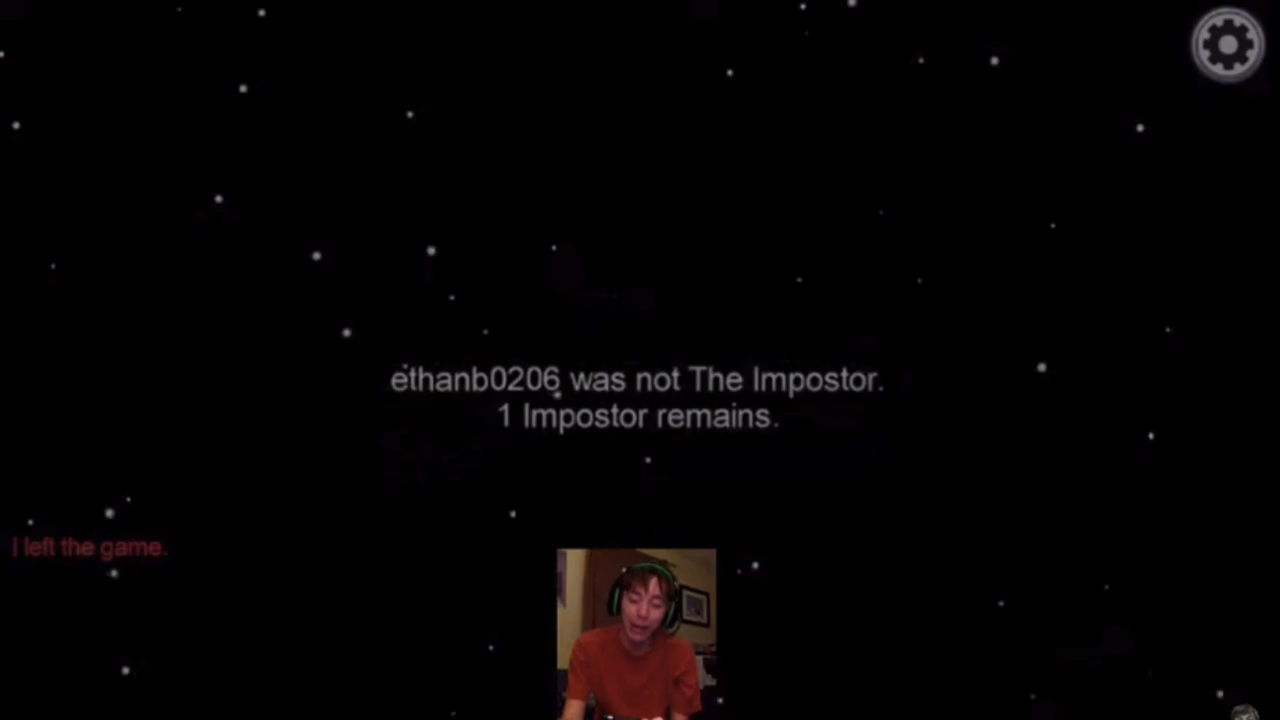 ethanb0206 was not The Impostor.
1 Impostor remains.
I left the game.